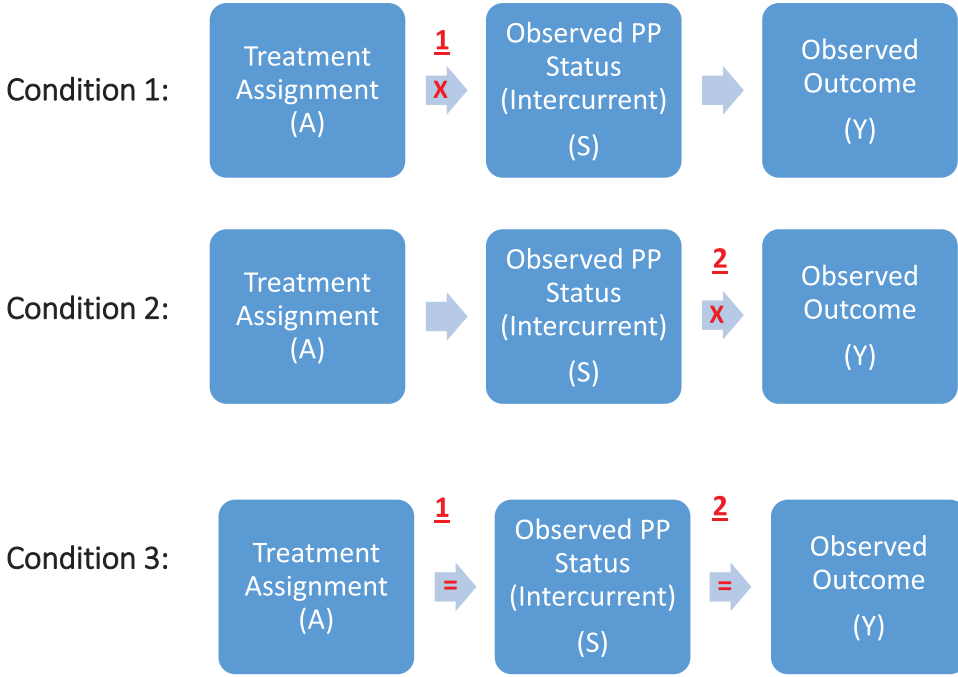 Condition 1:
Treatment
Assignment
(A)
1
X
Observed PP
Status
(Intercurrent)
(S)
Observed
Outcome
(Y)
Condition 2:
Treatment
Assignment
(A)
Observed PP
Status
(Intercurrent)
(S)
2
X
Observed
Outcome
(Y)
Condition 3:
Treatment
Assignment
(A)
1
=
Observed PP
Status
(Intercurrent)
(S)
2
=
Observed
Outcome
(Y)